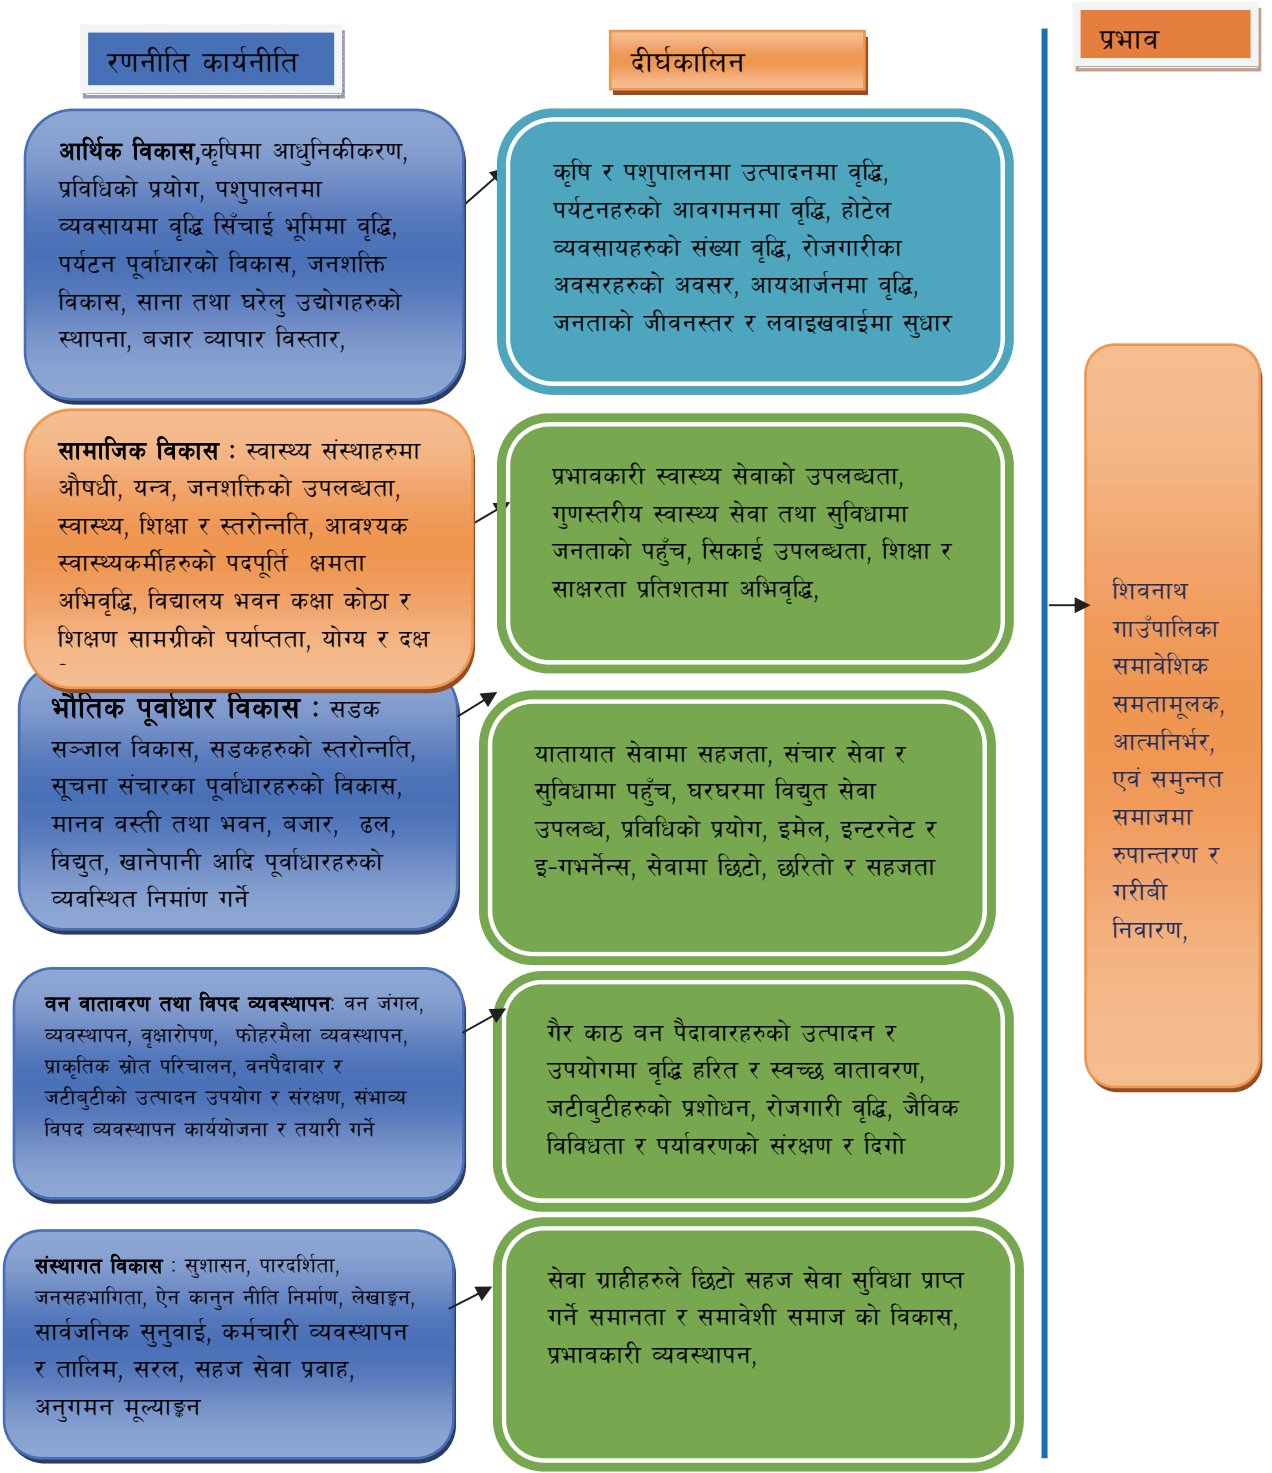 रणनीति कार्यनीति
दीर्घकालिन
प्रभाव
आर्थिक विकास,कृषिमा आधुनिकीकरण,
प्रविधिको प्रयोग, पशुपालनमा
व्यवसायमा वृद्धि सिँचाई भूमिमा वृद्धि,
पर्यटन पूर्वाधारको विकास, जनशक्ति
विकास, साना तथा घरेलु उद्योगहरुको
स्थापना, बजार व्यापार विस्तार,
कृषि र पशुपालनमा उत्पादनमा वृद्धि,
पर्यटनहरुको आवगमनमा वृद्धि, होटेल
व्यवसायहरुको संख्या वृद्धि, रोजगारीका
अवसरहरुको अवसर, आयआर्जनमा वृद्धि,
जनताको जीवनस्तर र लवाइखवाईमा सुधार
सामाजिक विकास : स्वास्थ्य संस्थाहरुमा
औषधी, यन्त्र, जनशक्तिको उपलब्धता,
स्वास्थ्य, शिक्षा र स्तरोन्नति, आवश्यक
स्वास्थ्यकर्मीहरुको पदपूर्ति क्षमता
अभिवृद्धि, विद्यालय भवन कक्षा कोठा र
शिक्षण सामग्रीको पर्याप्तता, योग्य र दक्ष
प्रभावकारी स्वास्थ्य सेवाको उपलब्धता,
गुणस्तरीय स्वास्थ्य सेवा तथा सुविधामा
जनताको पहुँच, सिकाई उपलब्धता, शिक्षा र
साक्षरता प्रतिशतमा अभिवृद्धि,
भौतिक पूर्वाधार विकास : सडक
सञ्जाल विकास, सडकहरुको स्तरोन्नति,
सूचना संचारका पूर्वाधारहरुको विकास,
मानव वस्ती तथा भवन, बजार, ढल,
विद्युत, खानेपानी आदि पूर्वाधारहरुको
व्यवस्थित निमांण गर्ने
यातायात सेवामा सहजता, संचार सेवा र
सुविधामा पहुँच, घरघरमा विद्युत सेवा
उपलब्ध, प्रविधिको प्रयोग, इमेल, इन्टरनेट र
इ-गभर्नेन्स, सेवामा छिटो, छरितो र सहजता
वन वातावरण तथा विपद व्यवस्थापन: वन जंगल,
व्यवस्थापन, वृक्षारोपण, फोहरमैला व्यवस्थापन,
प्राकृतिक स्रोत परिचालन, वनपैदावार र
जटीबुटीको उत्पादन उपयोग र संरक्षण, संभाव्य
विपद व्यवस्थापन कार्ययोजना र तयारी गर्ने
गैर काठ वन पैदावारहरुको उत्पादन र
उपयोगमा वृद्धि हरित र स्वच्छ वातावरण,
जटीबुटीहरुको प्रशोधन, रोजगारी वृद्धि, जैविक
विविधता र पर्यावरणको संरक्षण र दिगो
संस्थागत विकास : सुशासन, पारदर्शिता,
जनसहभागिता, ऐन कानुन नीति निर्माण, लेखाङ्कन,
सार्वजनिक सुनुवाई, कर्मचारी व्यवस्थापन
र तालिम, सरल, सहज सेवा प्रवाह,
अनुगमन मूल्याङ्कन
सेवा ग्राहीहरुले छिटो सहज सेवा सुविधा प्राप्त
गर्ने समानता र समावेशी समाज को विकास,
प्रभावकारी व्यवस्थापन,
शिवनाथ
गाउँपालिका
समावेशिक
समतामूलक,
आत्मनिर्भर,
एवं समुन्नत
समाजमा
रुपान्तरण र
गरीबी
निवारण,